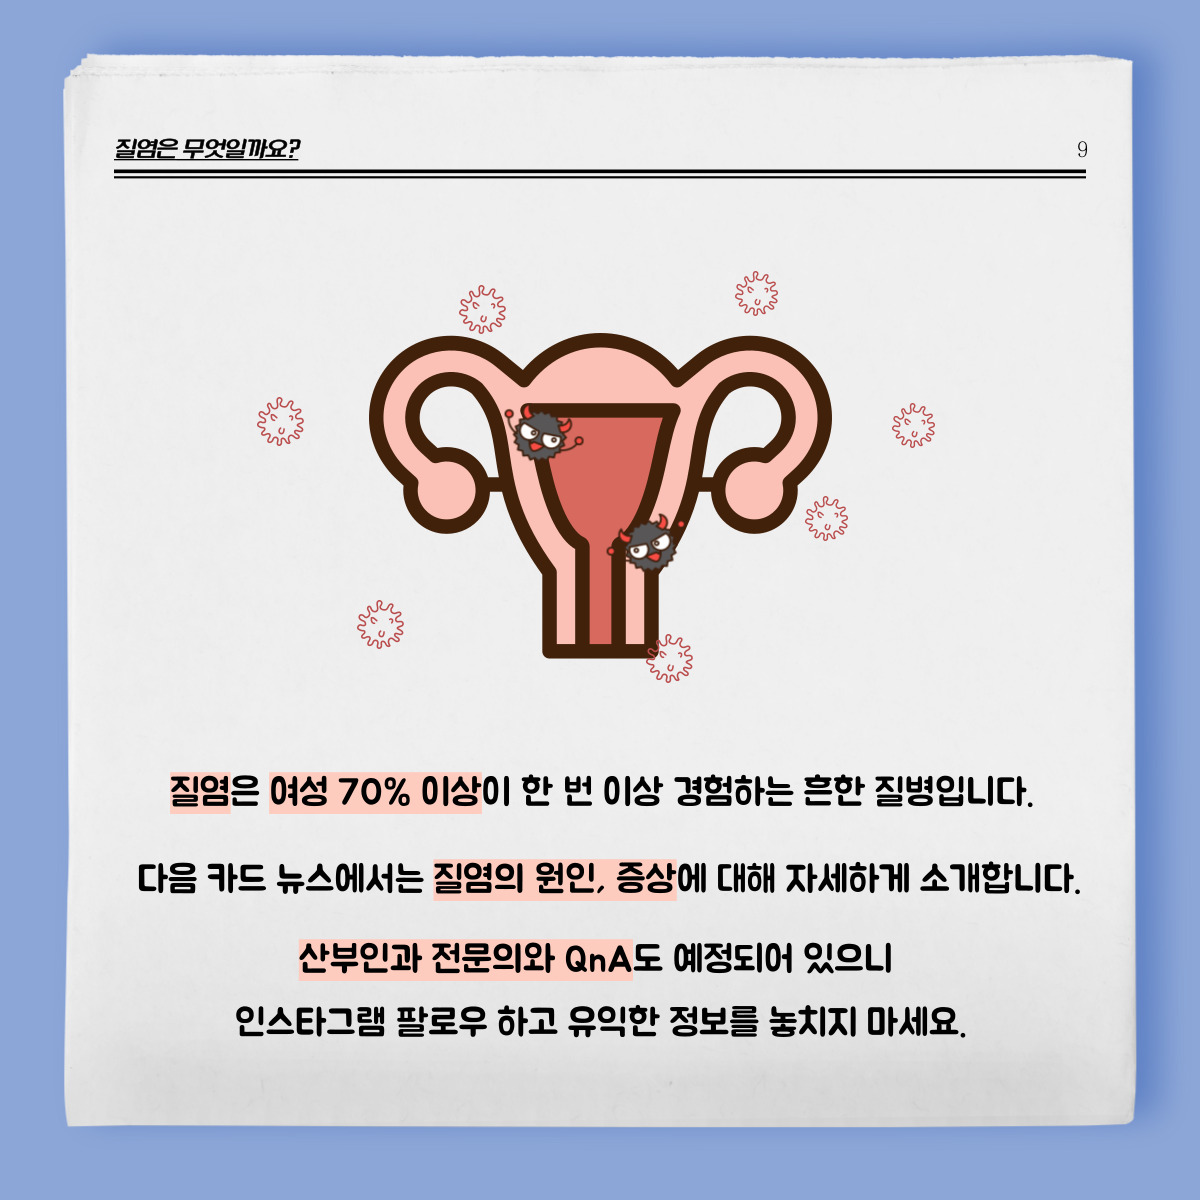 질염은 무엇일까요?
9
질염은 여성 70% 이상이 한 번 이상 경험하는 흔한 질병입니다.
다음 카드 뉴스에서는 질염의 원인, 증상에 대해 자세하게 소개합니다.
산부인과 전문의와 QnA도 예정되어 있으니
인스타그램 팔로우 하고 유익한 정보를 놓치지 마세요.